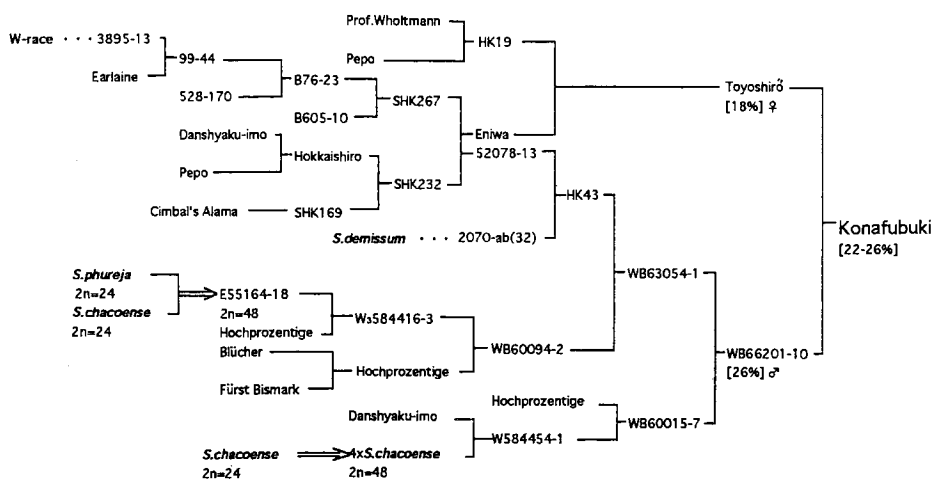 Prof.Wholtmann
W-race · · · 3895-13
HK19
99-44
Pepo
Earlaine
B76-23
Toyoshiro ♂
528-170
SHK267
[18%] ♀
B605-10
Danshyaku-imo
Eniwa
Hokkaishiro
52078-13
Pepo
SHK232
HK43
Cimbal's Alama
SHK169
Konafubuki
S.demissum · · · 2070-ab(32)
[22-26%]
S.phureja
WB63054-1
2n=24
E55164-18
S.chacoense
2n=48
W₃584416-3
2n=24
Hochprozentige
WB60094-2
Blücher
WB66201-10
Hochprozentige
[26%] ♂
Fürst Bismark
Hochprozentige
Danshyaku-imo
WB60015-7
W584454-1
S.chacoense
4xS.chacoense
2n=24
2n=48